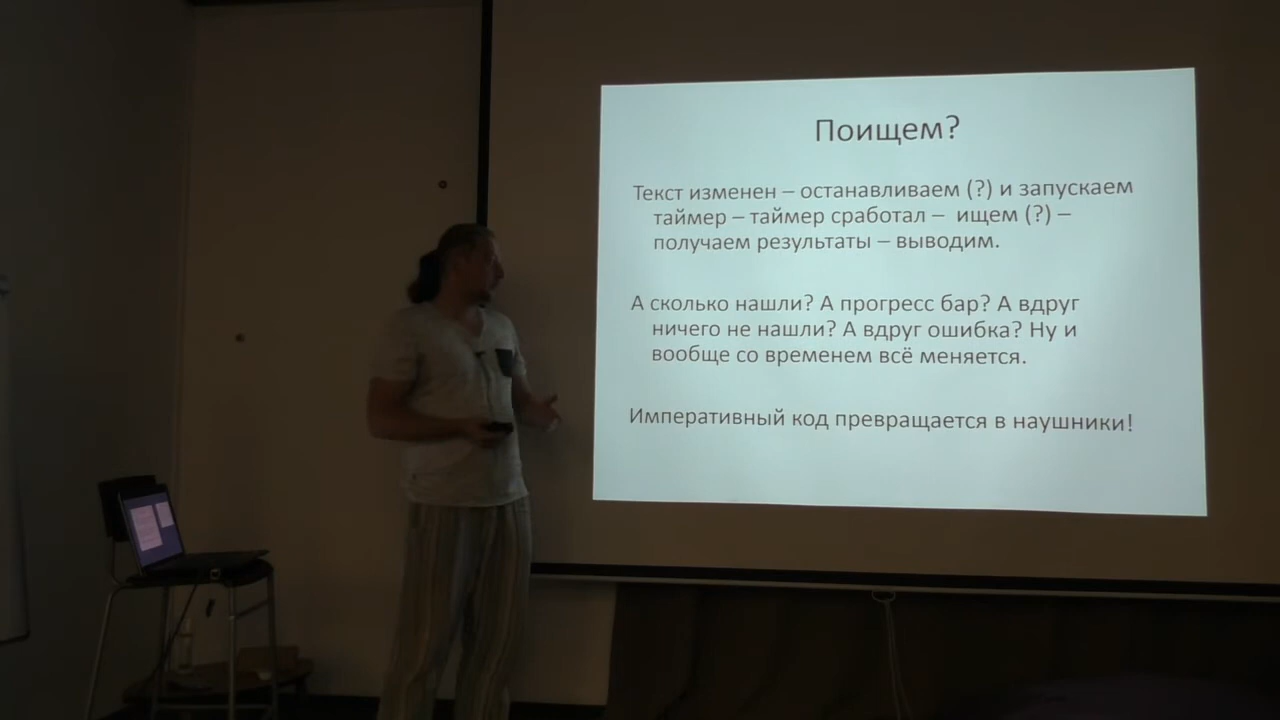 Поищем?
Текст изменен – останавливаем (?) и запускаем
таймер – таймер сработал – ищем (?) –
получаем результаты – выводим.
А сколько нашли? А прогресс бар? А вдруг
ничего не нашли? А вдруг ошибка? Ну и
вообще со временем всё меняется.
Императивный код превращается в наушники!